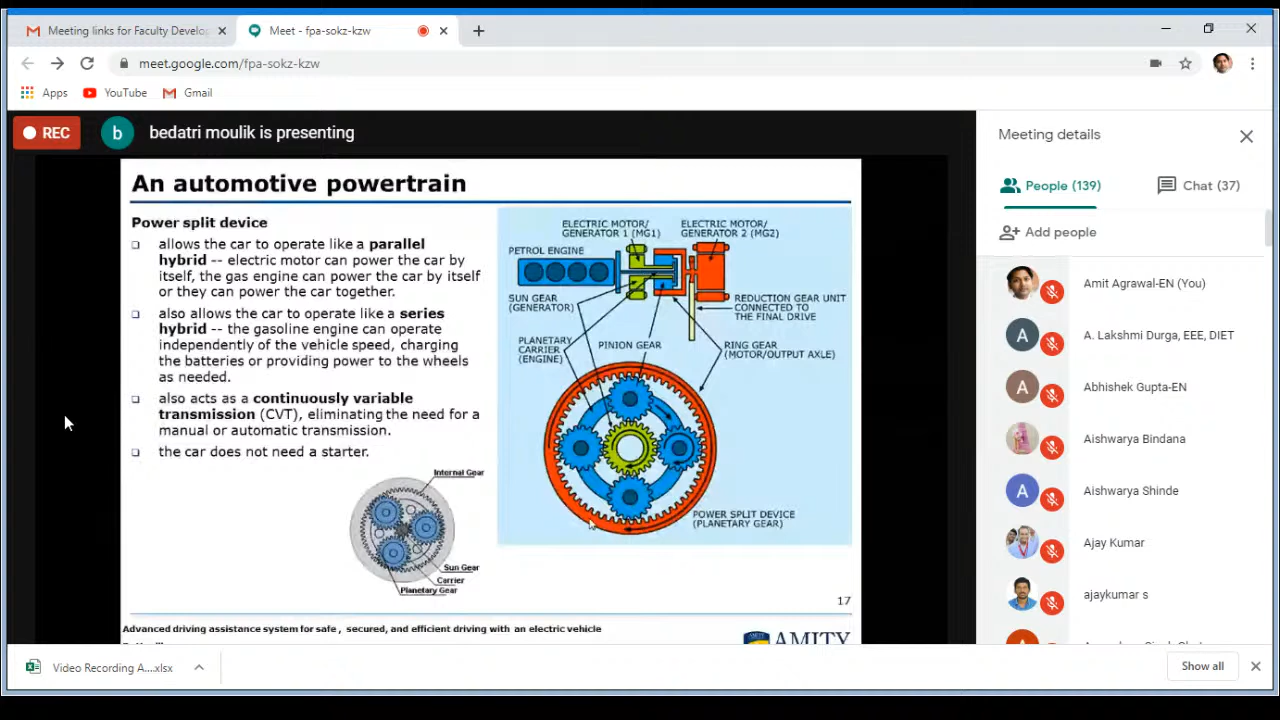 Meeting links for Faculty Develop
Meet - fpa-sokz-kzw
meet.google.com/fpa-sokz-kzw
Apps
YouTube
Gmail
REC
b
bedatri moulik is presenting
An automotive powertrain
Power split device
allows the car to operate like a parallel
hybrid -- electric motor can power the car by
itself, the gas engine can power the car by itself
or they can power the car together.
also allows the car to operate like a series
hybrid -- the gasoline engine can operate
independently of the vehicle speed, charging
the batteries or providing power to the wheels
as needed.
also acts as a continuously variable
transmission (CVT), eliminating the need for a
manual or automatic transmission.
the car does not need a starter.
Internal Gear
Sun Gear
Carrier
Planetary Gear
ELECTRIC MOTOR/
GENERATOR 1 (MG1)
ELECTRIC MOTOR/
GENERATOR 2 (MG2)
PETROL ENGINE
SUN GEAR
(GENERATOR)
REDUCTION GEAR UNIT
CONNECTED TO
THE FINAL DRIVE
PLANETARY
CARRIER
(ENGINE)
PINION GEAR
RING GEAR
(MOTOR/OUTPUT AXLE)
POWER SPLIT DEVICE
(PLANETARY GEAR)
17
Advanced driving assistance system for safe , secured, and efficient driving with an electric vehicle
AMITY
Meeting details
People (139)
Chat (37)
Add people
Amit Agrawal-EN (You)
A
A. Lakshmi Durga, EEE, DIET
A
Abhishek Gupta-EN
Aishwarya Bindana
A
Aishwarya Shinde
Ajay Kumar
ajaykumar s
Video Recording A....xlsx
Show all